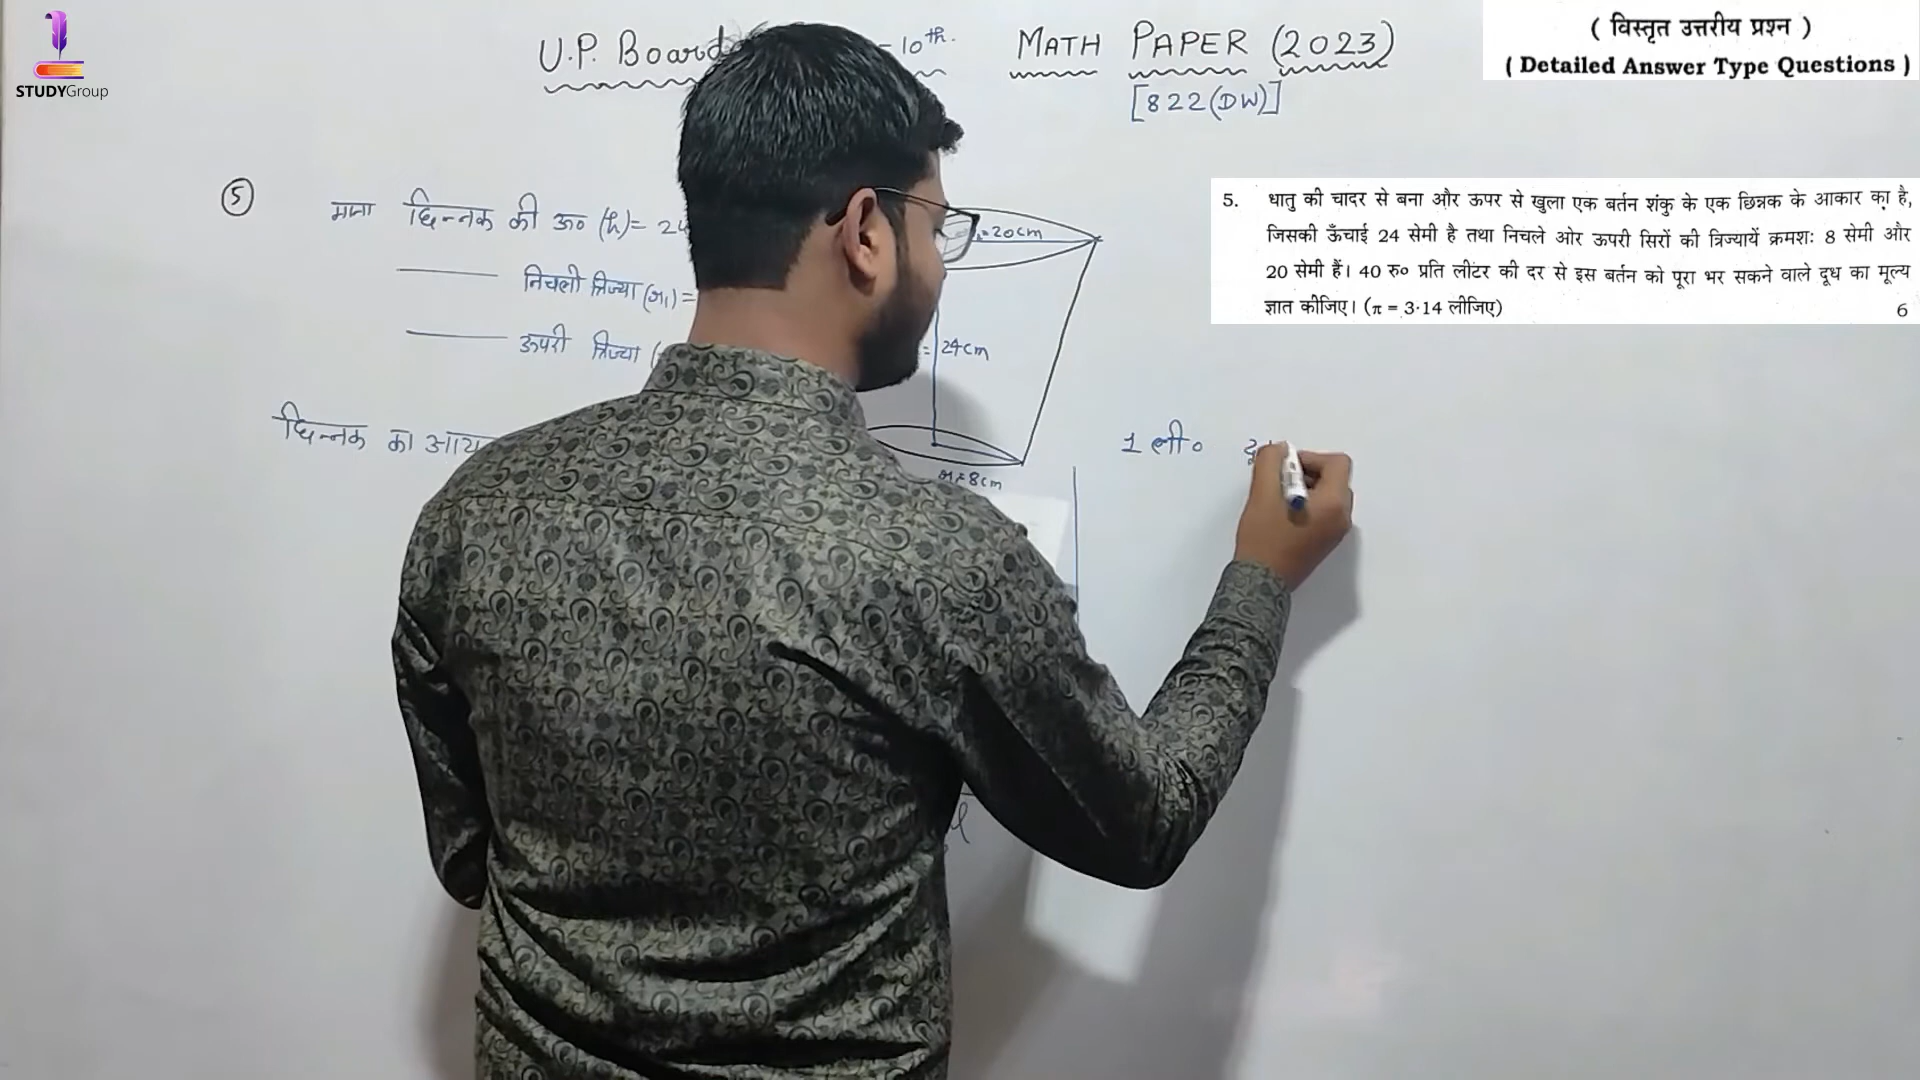 STUDYGroup
U.P. Board 10th. MATH PAPER (2023)
[822(DW)]
( विस्तृत उत्तरीय प्रश्न )
( Detailed Answer Type Questions )
5. धातु की चादर से बना और ऊपर से खुला एक बर्तन शंकु के एक छिन्नक के आकार का है,
जिसकी ऊँचाई 24 सेमी है तथा निचले ओर ऊपरी सिरों की त्रिज्यायें क्रमशः 8 सेमी और
20 सेमी हैं। 40 रु० प्रति लीटर की दर से इस बर्तन को पूरा भर सकने वाले दूध का मूल्य
ज्ञात कीजिए। (π = 3·14 लीजिए)
6
5 माना छिन्नक की ऊ० (h)= 24
निचली त्रिज्या (r₁) =
ऊपरी त्रिज्या (
छिन्नक का आय
=20cm
= 24cm
r₁=8cm
1 ली०